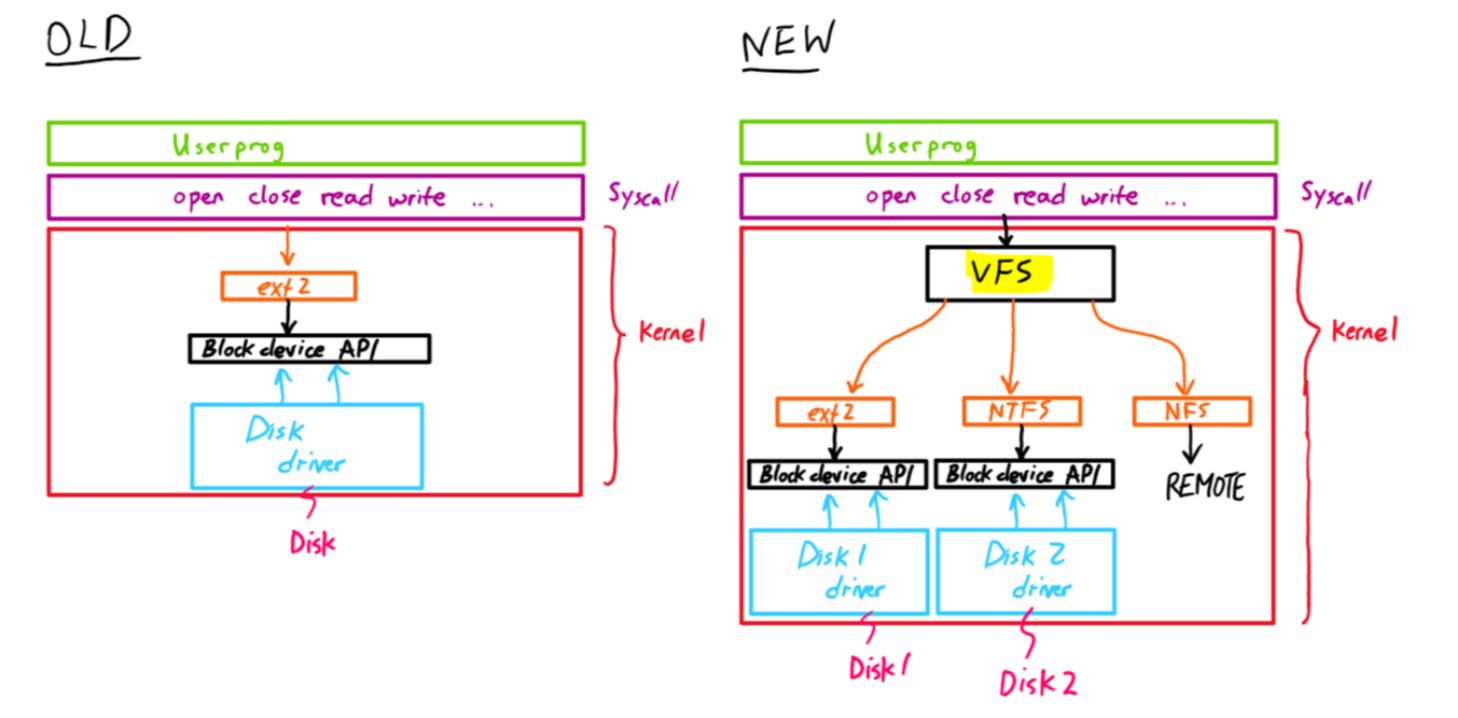 OLD
Userprog
open close read write ...
Syscall
ext2
Block device API
Kernel
Disk
driver
Disk
NEW
Userprog
open close read write ...
Syscall
VFS
Kernel
ext2
NTFS
NFS
Block device API
Block device API
REMOTE
Disk 1
driver
Disk 2
driver
Disk 1
Disk 2